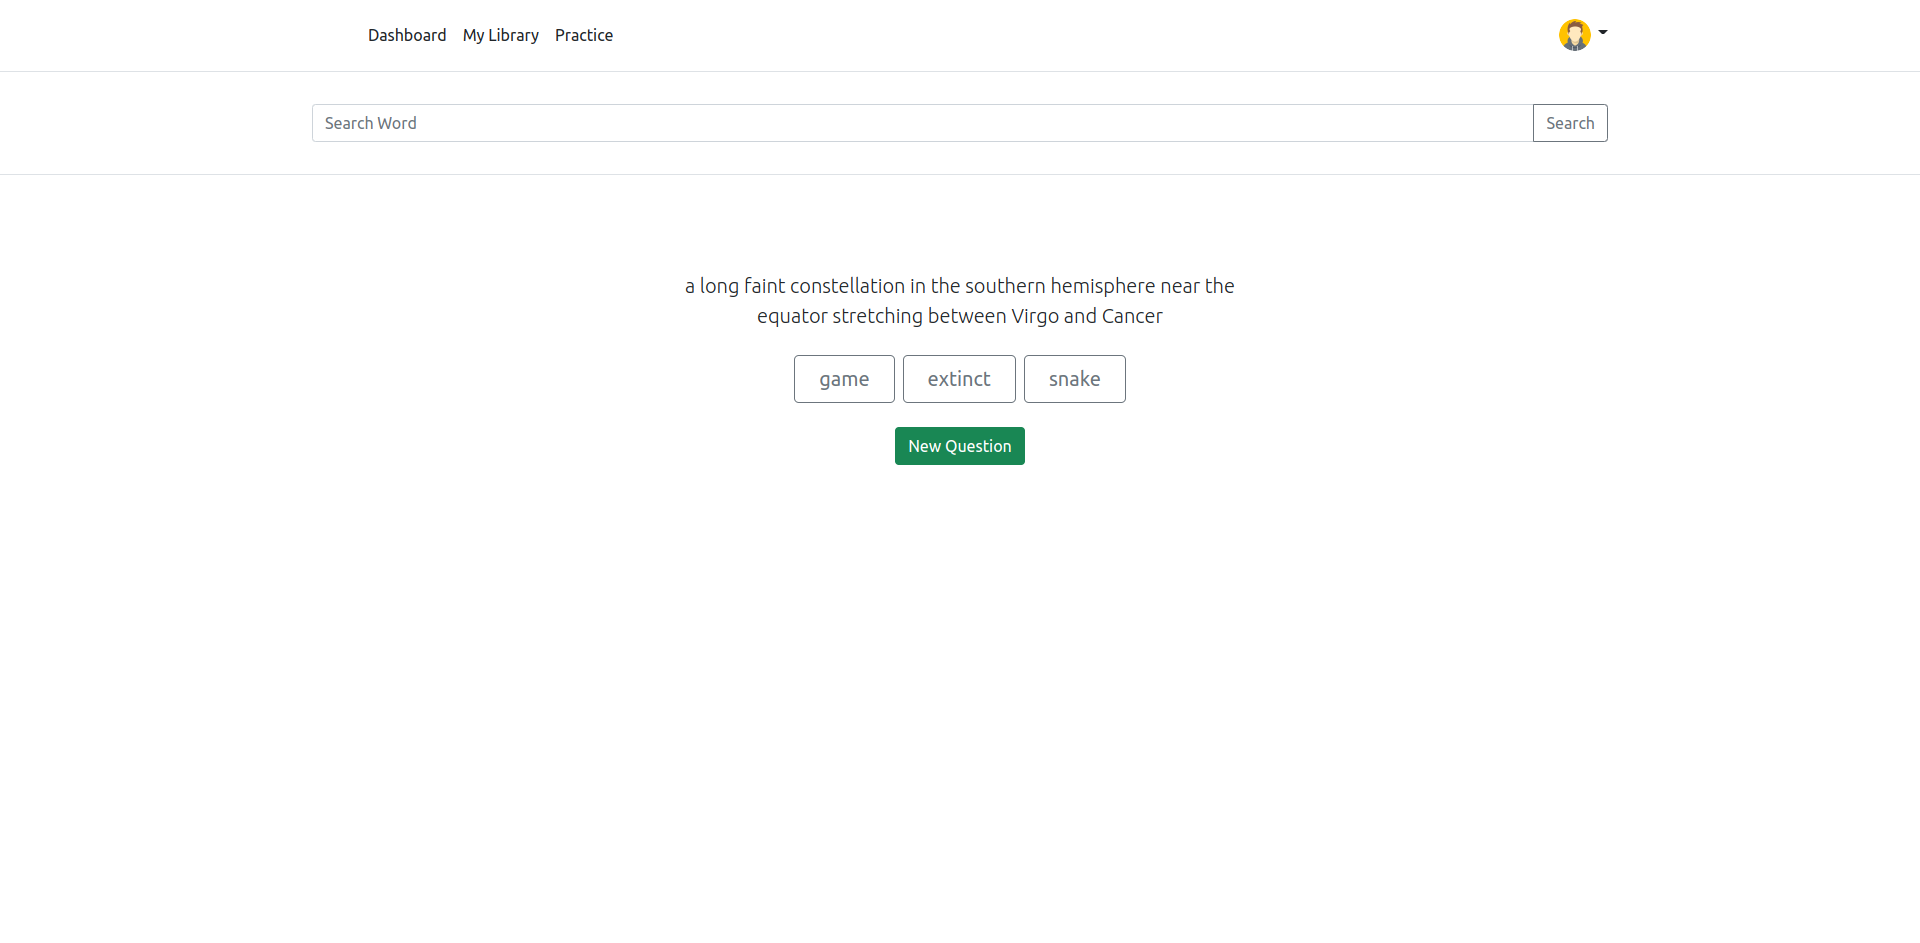 Dashboard My Library Practice
Search Word Search
a long faint constellation in the southern hemisphere near the
equator stretching between Virgo and Cancer
game extinct snake
New Question